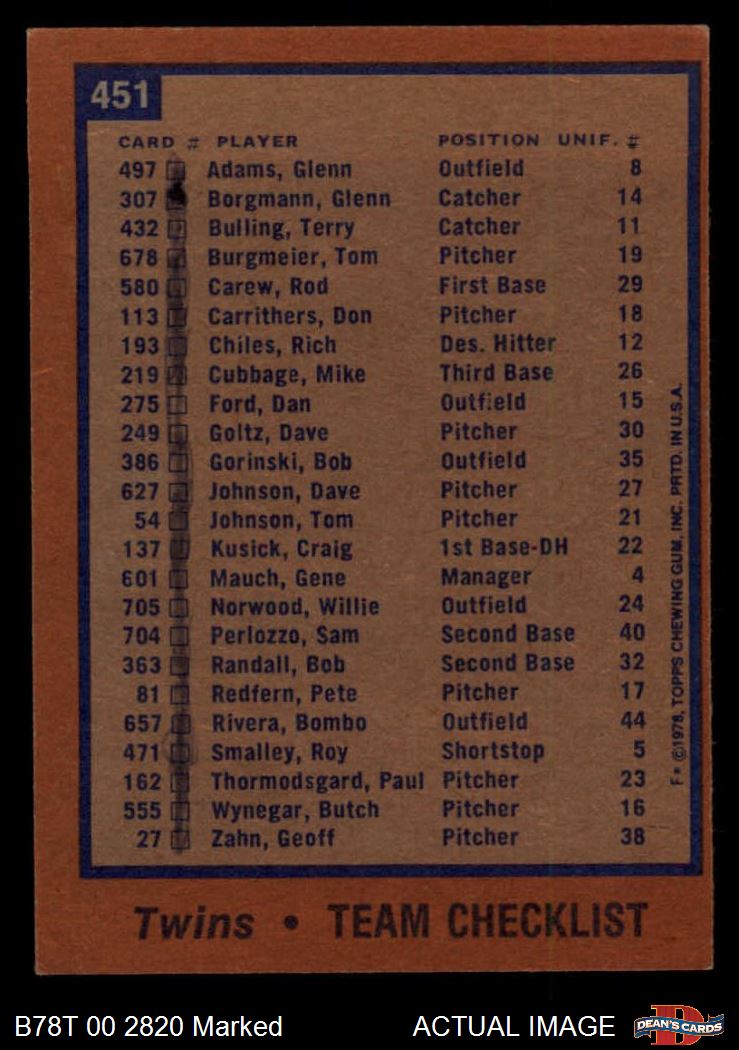 451
CARD # PLAYER POSITION UNIF. #
497 Adams, Glenn Outfield 8
307 Borgmann, Glenn Catcher 14
432 Bulling, Terry Catcher 11
678 Burgmeier, Tom Pitcher 19
580 Carew, Rod First Base 29
113 Carrithers, Don Pitcher 18
193 Chiles, Rich Des. Hitter 12
219 Cubbage, Mike Third Base 26
275 Ford, Dan Outfield 15
249 Goltz, Dave Pitcher 30
386 Gorinski, Bob Outfield 35
627 Johnson, Dave Pitcher 27
54 Johnson, Tom Pitcher 21
137 Kusick, Craig 1st Base-DH 22
601 Mauch, Gene Manager 4
705 Norwood, Willie Outfield 24
704 Perlozzo, Sam Second Base 40
363 Randall, Bob Second Base 32
81 Redfern, Pete Pitcher 17
657 Rivera, Bombo Outfield 44
471 Smalley, Roy Shortstop 5
162 Thormodsgard, Paul Pitcher 23
555 Wynegar, Butch Pitcher 16
27 Zahn, Geoff Pitcher 38
F* ©1978, TOPPS CHEWING GUM, INC. PRTD. IN U.S.A.
Twins • TEAM CHECKLIST
B78T 00 2820 Marked ACTUAL IMAGE
D DEAN'S CARDS